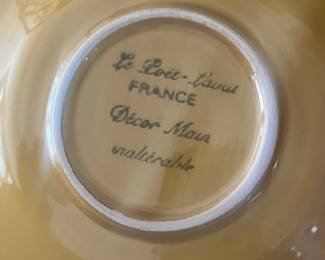 Le Poët-Laval
FRANCE
Décor Main
inaltérable